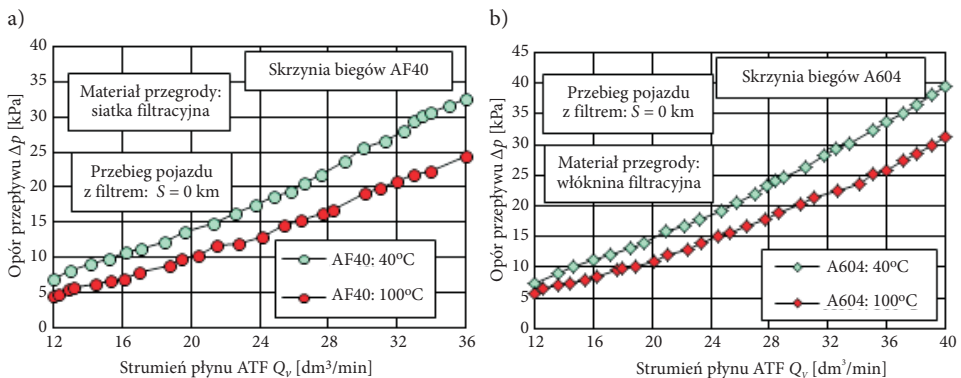 a)
Opór przepływu Δp [kPa]
40
35
30
25
20
15
10
5
0
Skrzynia biegów AF40
Materiał przegrody:
siatka filtracyjna
Przebieg pojazdu
z filtrem: S = 0 km
AF40: 40ºC
AF40: 100ºC
12 16 20 24 28 32 36
Strumień płynu ATF Qv [dm³/min]
b)
Opór przepływu Δp [kPa]
45
40
35
30
25
20
15
10
5
0
Skrzynia biegów A604
Przebieg pojazdu
z filtrem: S = 0 km
Materiał przegrody:
włóknina filtracyjna
A604: 40ºC
A604: 100ºC
12 16 20 24 28 32 36 40
Strumień płynu ATF Qv [dm³/min]